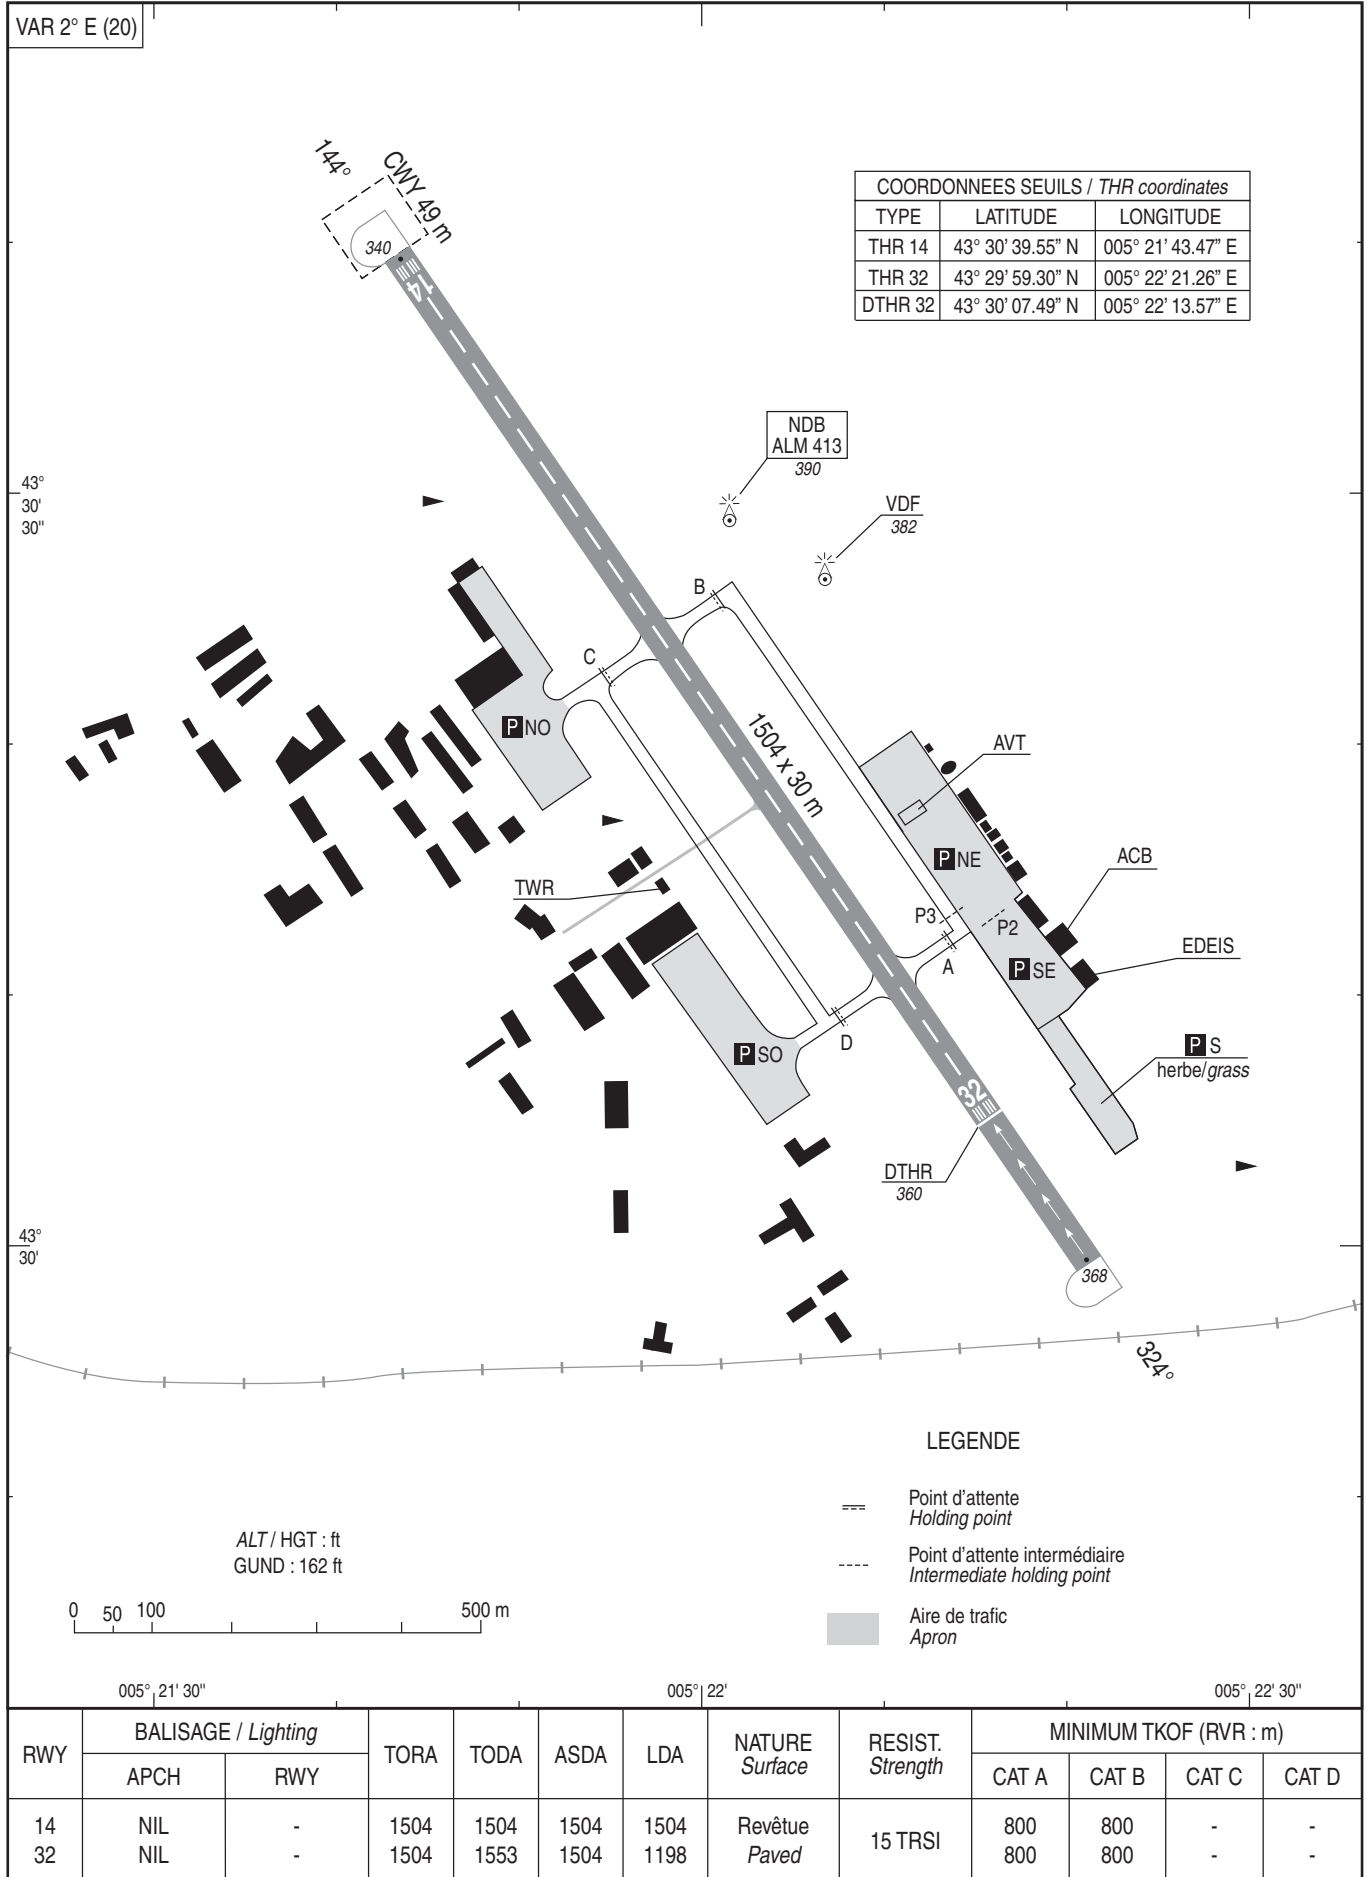 VAR 2° E (20)
144°
CWY 49 m
340
14
COORDONNEES SEUILS / THR coordinates
TYPE LATITUDE LONGITUDE
THR 14 43° 30' 39.55" N 005° 21' 43.47" E
THR 32 43° 29' 59.30" N 005° 22' 21.26" E
DTHR 32 43° 30' 07.49" N 005° 22' 13.57" E
NDB
ALM 413
390
43°
30'
30"
VDF
382
B
C
P NO
1504 x 30 m
AVT
P NE
ACB
TWR
P3
P2
EDEIS
A
P SE
D
P SO
P S
herbe/grass
32
DTHR
360
43°
30'
368
324°
LEGENDE
Point d'attente
Holding point
Point d'attente intermédiaire
Intermediate holding point
Aire de trafic
Apron
ALT / HGT : ft
GUND : 162 ft
0 50 100 500 m
005° 21' 30" 005° 22' 005° 22' 30"
RWY BALISAGE / Lighting TORA TODA ASDA LDA NATURE RESIST. MINIMUM TKOF (RVR : m)
Surface Strength
APCH RWY CAT A CAT B CAT C CAT D
14 NIL - 1504 1504 1504 1504 Revêtue 15 TRSI 800 800 - -
32 NIL - 1504 1553 1504 1198 Paved 800 800 - -